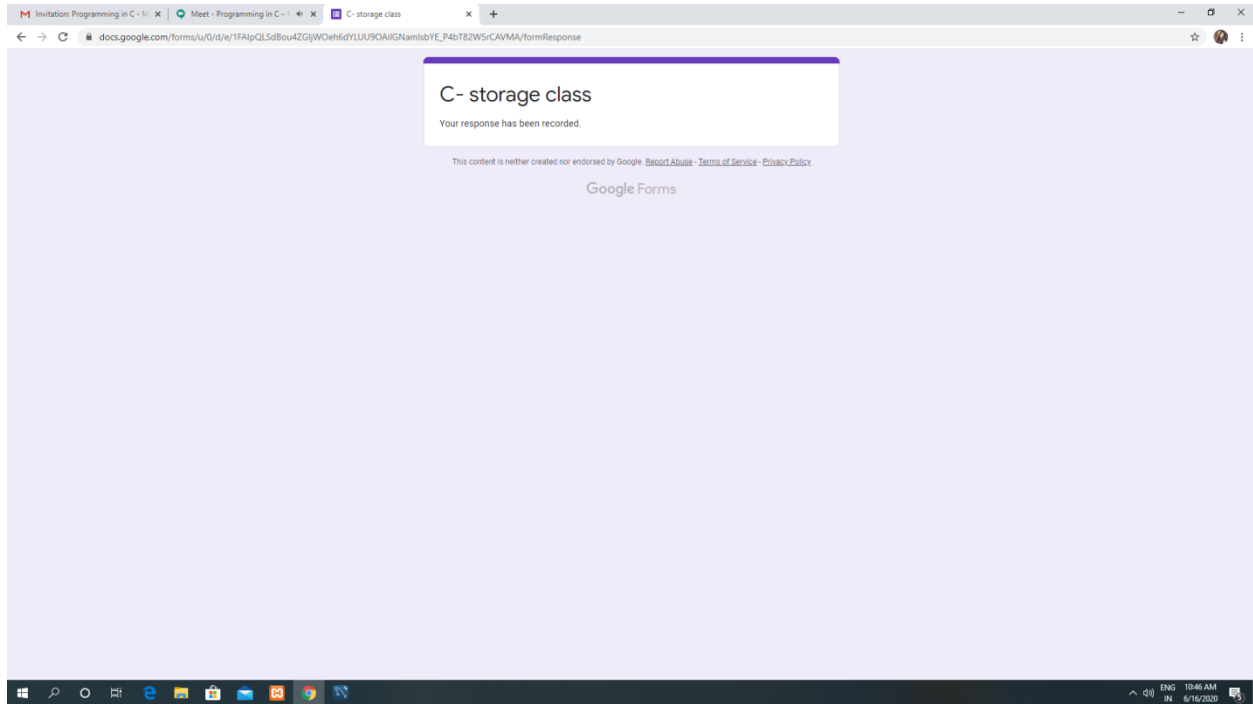 Invitation: Programming in C - M
Meet - Programming in C – 
C- storage class
docs.google.com/forms/u/0/d/e/1FAIpQLSdBou4ZGIjWOeh6dYLUU9OAiIGNamIsbYE_P4bT82W5rCAVMA/formResponse
C- storage class
Your response has been recorded.
This content is neither created nor endorsed by Google. Report Abuse - Terms of Service - Privacy Policy
Google Forms
ENG 10:46 AM
IN 6/16/2020